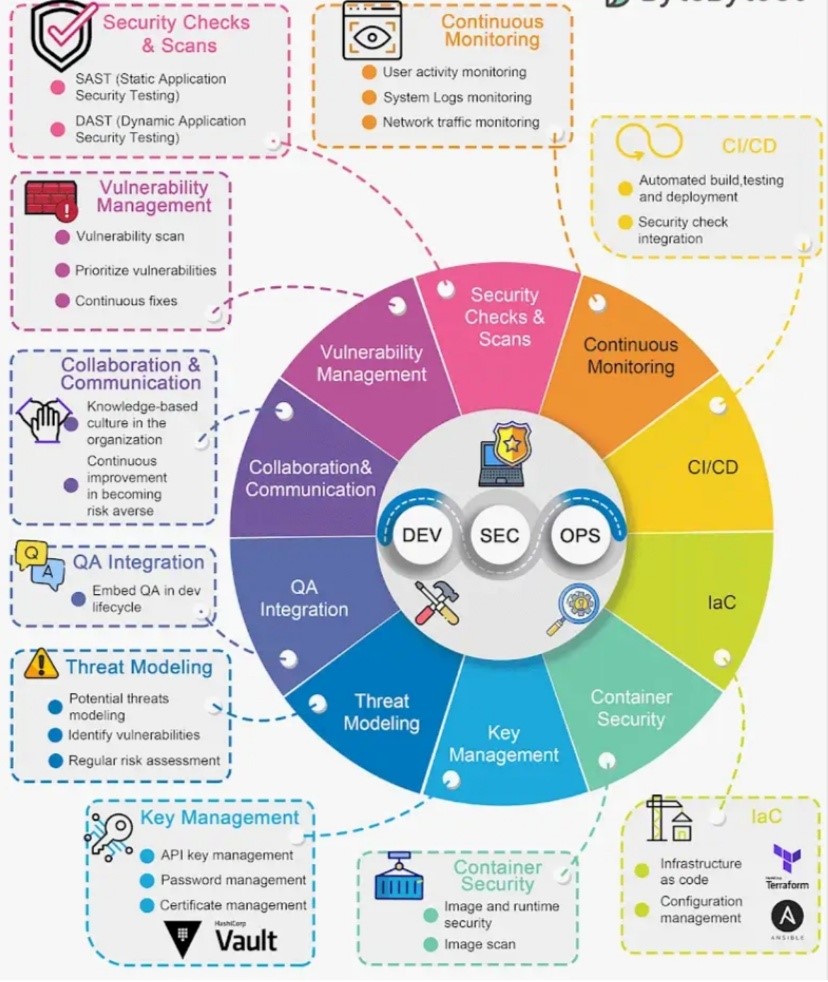 Security Checks
& Scans
SAST (Static Application
Security Testing)
DAST (Dynamic Application
Security Testing)
Continuous
Monitoring
User activity monitoring
System Logs monitoring
Network traffic monitoring
CI/CD
Automated build,testing
and deployment
Security check
integration
Vulnerability
Management
Vulnerability scan
Prioritize vulnerabilities
Continuous fixes
Collaboration &
Communication
Knowledge-based
culture in the
organization
Continuous
improvement
in becoming
risk averse
QA Integration
Q
A
Embed QA in dev
lifecycle
Threat Modeling
Potential threats
modeling
Identify vulnerabilities
Regular risk assessment
Security
Checks &
Scans
Continuous
Monitoring
CI/CD
IaC
Container
Security
Key
Management
Threat
Modeling
QA
Integration
Collaboration&
Communication
Vulnerability
Management
DEV
SEC
OPS
Key Management
API key management
Password management
Certificate management
HashiCorp
Vault
Container
Security
Image and runtime
security
Image scan
IaC
Infrastructure
as code
Configuration
management
Terraform
A
ANSIBLE